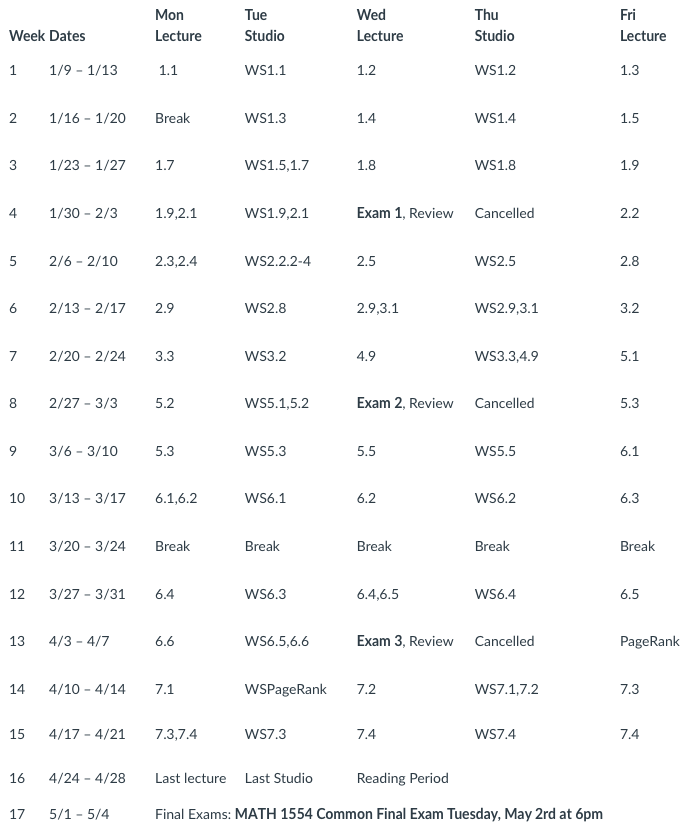 Mon Tue Wed Thu Fri
Week Dates Lecture Studio Lecture Studio Lecture
1 1/9 – 1/13 1.1 WS1.1 1.2 WS1.2 1.3
2 1/16 – 1/20 Break WS1.3 1.4 WS1.4 1.5
3 1/23 – 1/27 1.7 WS1.5,1.7 1.8 WS1.8 1.9
4 1/30 – 2/3 1.9,2.1 WS1.9,2.1 Exam 1, Review Cancelled 2.2
5 2/6 – 2/10 2.3,2.4 WS2.2.2-4 2.5 WS2.5 2.8
6 2/13 – 2/17 2.9 WS2.8 2.9,3.1 WS2.9,3.1 3.2
7 2/20 – 2/24 3.3 WS3.2 4.9 WS3.3,4.9 5.1
8 2/27 – 3/3 5.2 WS5.1,5.2 Exam 2, Review Cancelled 5.3
9 3/6 – 3/10 5.3 WS5.3 5.5 WS5.5 6.1
10 3/13 – 3/17 6.1,6.2 WS6.1 6.2 WS6.2 6.3
11 3/20 – 3/24 Break Break Break Break Break
12 3/27 – 3/31 6.4 WS6.3 6.4,6.5 WS6.4 6.5
13 4/3 – 4/7 6.6 WS6.5,6.6 Exam 3, Review Cancelled PageRank
14 4/10 – 4/14 7.1 WSPageRank 7.2 WS7.1,7.2 7.3
15 4/17 – 4/21 7.3,7.4 WS7.3 7.4 WS7.4 7.4
16 4/24 – 4/28 Last lecture Last Studio Reading Period
17 5/1 – 5/4 Final Exams: MATH 1554 Common Final Exam Tuesday, May 2rd at 6pm